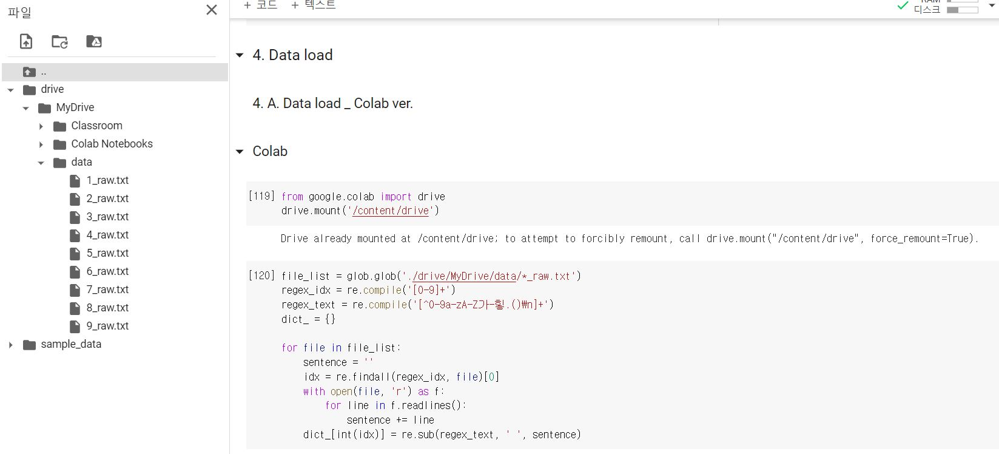 파일
+ 코드 + 텍스트
RAM
디스크
..
drive
MyDrive
Classroom
Colab Notebooks
data
1_raw.txt
2_raw.txt
3_raw.txt
4_raw.txt
5_raw.txt
6_raw.txt
7_raw.txt
8_raw.txt
9_raw.txt
sample_data
4. Data load
4. A. Data load _ Colab ver.
Colab
[119] from google.colab import drive
drive.mount('/content/drive')
Drive already mounted at /content/drive; to attempt to forcibly remount, call drive.mount("/content/drive", force_remount=True).
[120] file_list = glob.glob('./drive/MyDrive/data/*_raw.txt')
regex_idx = re.compile('[0-9]+')
regex_text = re.compile('[^0-9a-zA-Z가-힣.()₩n]+')
dict_ = {}
for file in file_list:
sentence = ''
idx = re.findall(regex_idx, file)[0]
with open(file, 'r') as f:
for line in f.readlines():
sentence += line
dict_[int(idx)] = re.sub(regex_text, ' ', sentence)